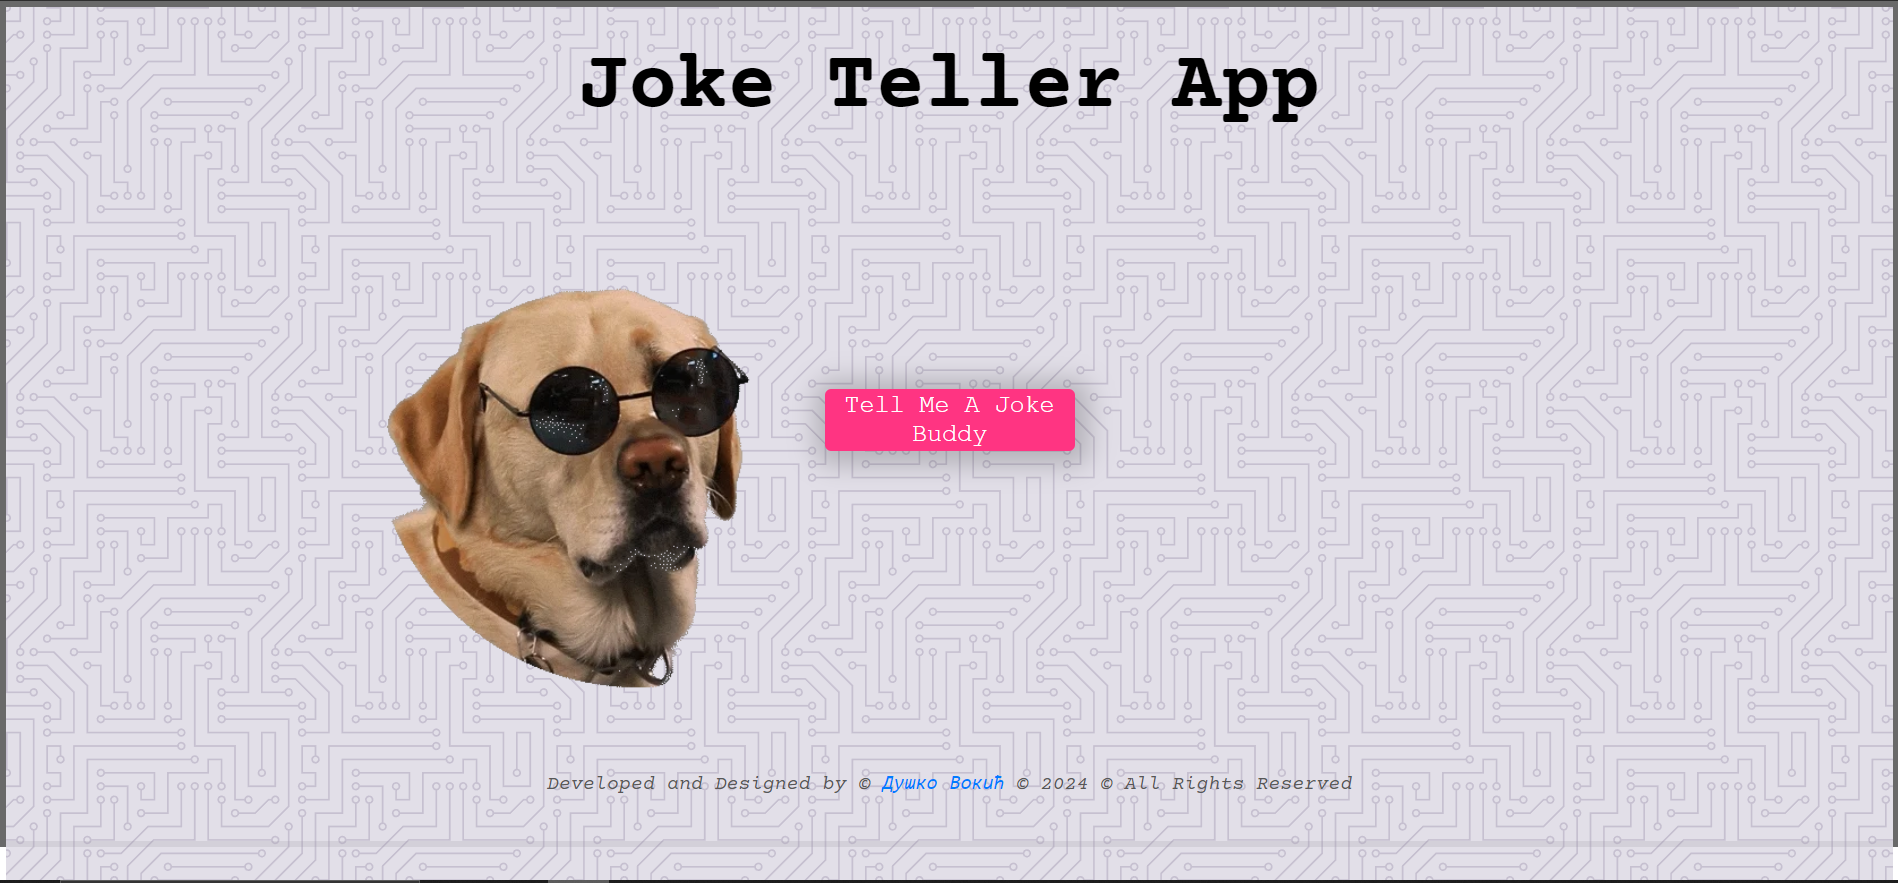 Joke Teller App
Tell Me A Joke
Buddy
Developed and Designed by © Душко Вокић © 2024 © All Rights Reserved